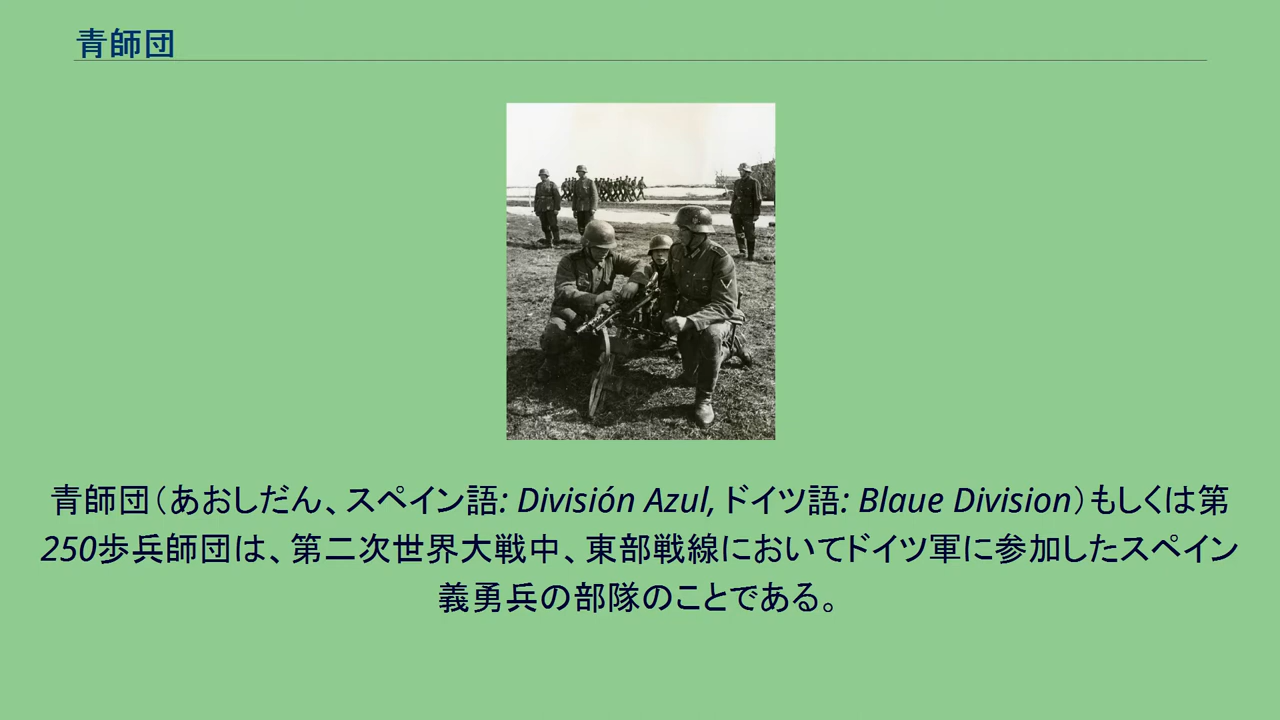 青師団
青師団（あおしだん、スペイン語: División Azul, ドイツ語: Blaue Division）もしくは第
250歩兵師団は、第二次世界大戦中、東部戦線においてドイツ軍に参加したスペイン
義勇兵の部隊のことである。